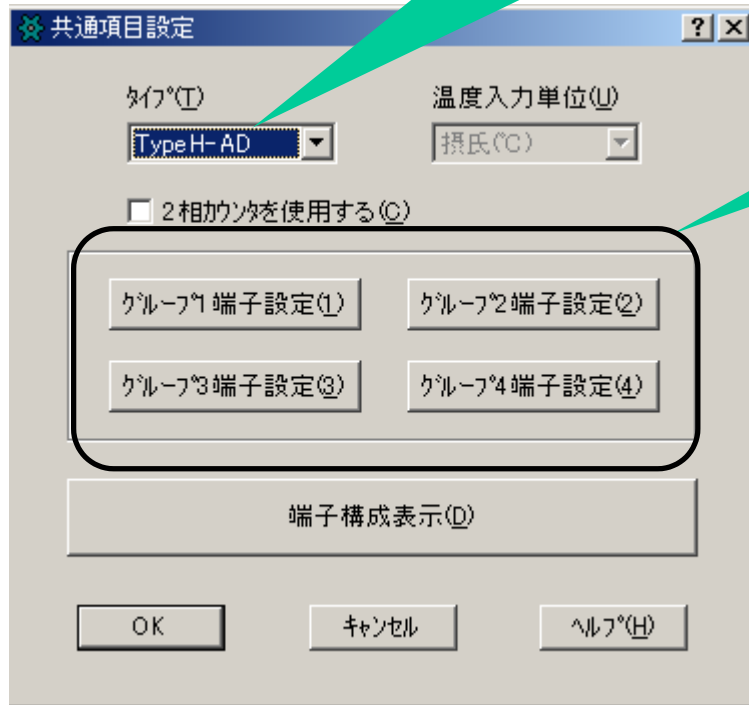 共通項目設定
ﾀｲﾌﾟ(T)
温度入力単位(U)
TypeH-AD
摂氏(℃)
2相ｶｳﾝﾀを使用する(C)
ｸﾞﾙｰﾌﾟ1端子設定(1)
ｸﾞﾙｰﾌﾟ2端子設定(2)
ｸﾞﾙｰﾌﾟ3端子設定(3)
ｸﾞﾙｰﾌﾟ4端子設定(4)
端子構成表示(D)
OK
ｷｬﾝｾﾙ
ﾍﾙﾌﾟ(H)